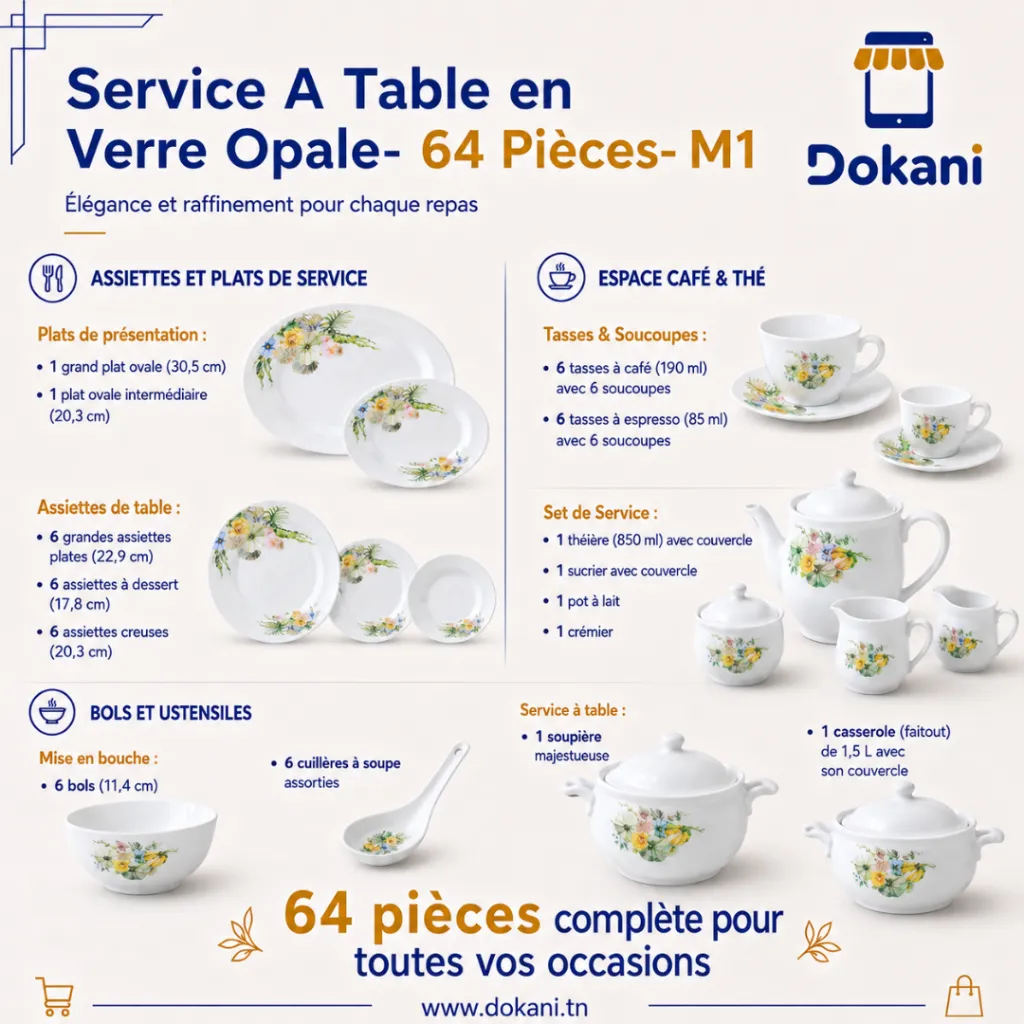 Service A Table en
Verre Opale- 64 Pièces- M1
Élégance et raffinement pour chaque repas
Dokani
ASSIETTES ET PLATS DE SERVICE
Plats de présentation :
• 1 grand plat ovale (30,5 cm)
• 1 plat ovale intermédiaire
(20,3 cm)
Assiettes de table :
• 6 grandes assiettes
plates (22,9 cm)
• 6 assiettes à dessert
(17,8 cm)
• 6 assiettes creuses
(20,3 cm)
ESPACE CAFÉ & THÉ
Tasses & Soucoupes :
• 6 tasses à café (190 ml)
avec 6 soucoupes
• 6 tasses à espresso (85 ml)
avec 6 soucoupes
Set de Service :
• 1 théière (850 ml) avec couvercle
• 1 sucrier avec couvercle
• 1 pot à lait
• 1 crémier
BOLS ET USTENSILES
Mise en bouche :
• 6 bols (11,4 cm)
• 6 cuillères à soupe
assorties
Service à table :
• 1 soupière
majestueuse
• 1 casserole (faitout)
de 1,5 L avec
son couvercle
64 pièces complète pour
toutes vos occasions
www.dokani.tn